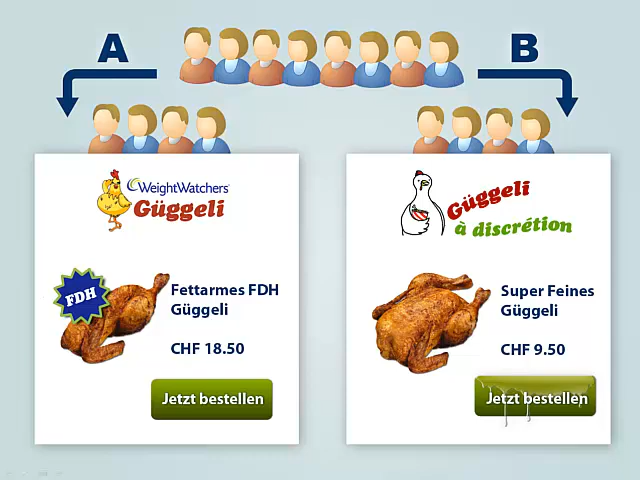 A
B
WeightWatchers
Güggeli
Güggeli
à discrétion
FDH
Fettarmes FDH
Güggeli
CHF 18.50
Jetzt bestellen
Super Feines
Güggeli
CHF 9.50
Jetzt bestellen